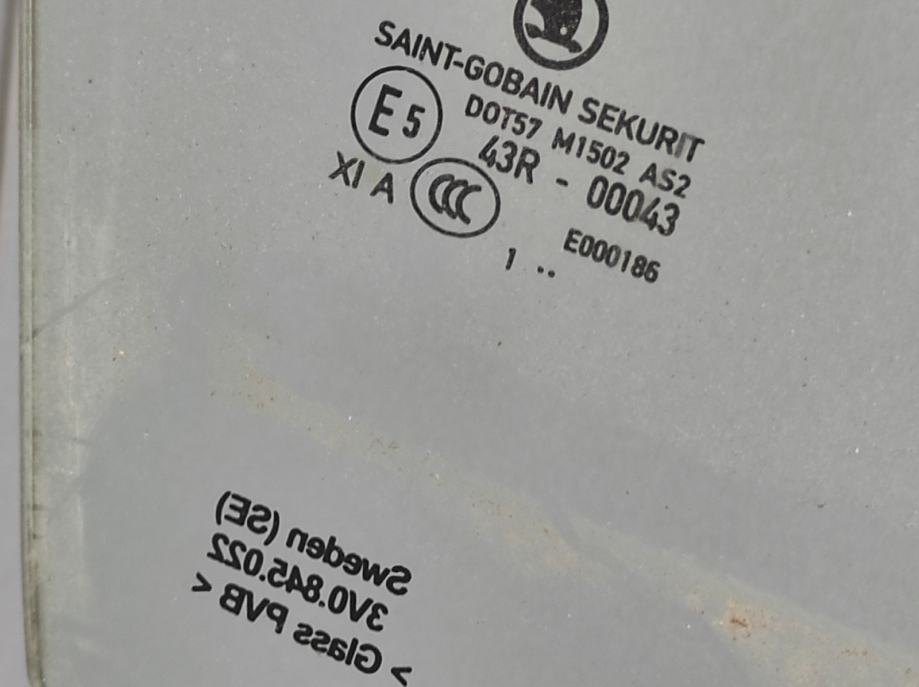 SAINT-GOBAIN SEKURIT
E5 DOT57 M1502 AS2
43R - 00043
XI A CCC
E000186
1 ..
Sweden (SE)
3V0.845.022
> Glass PVB <